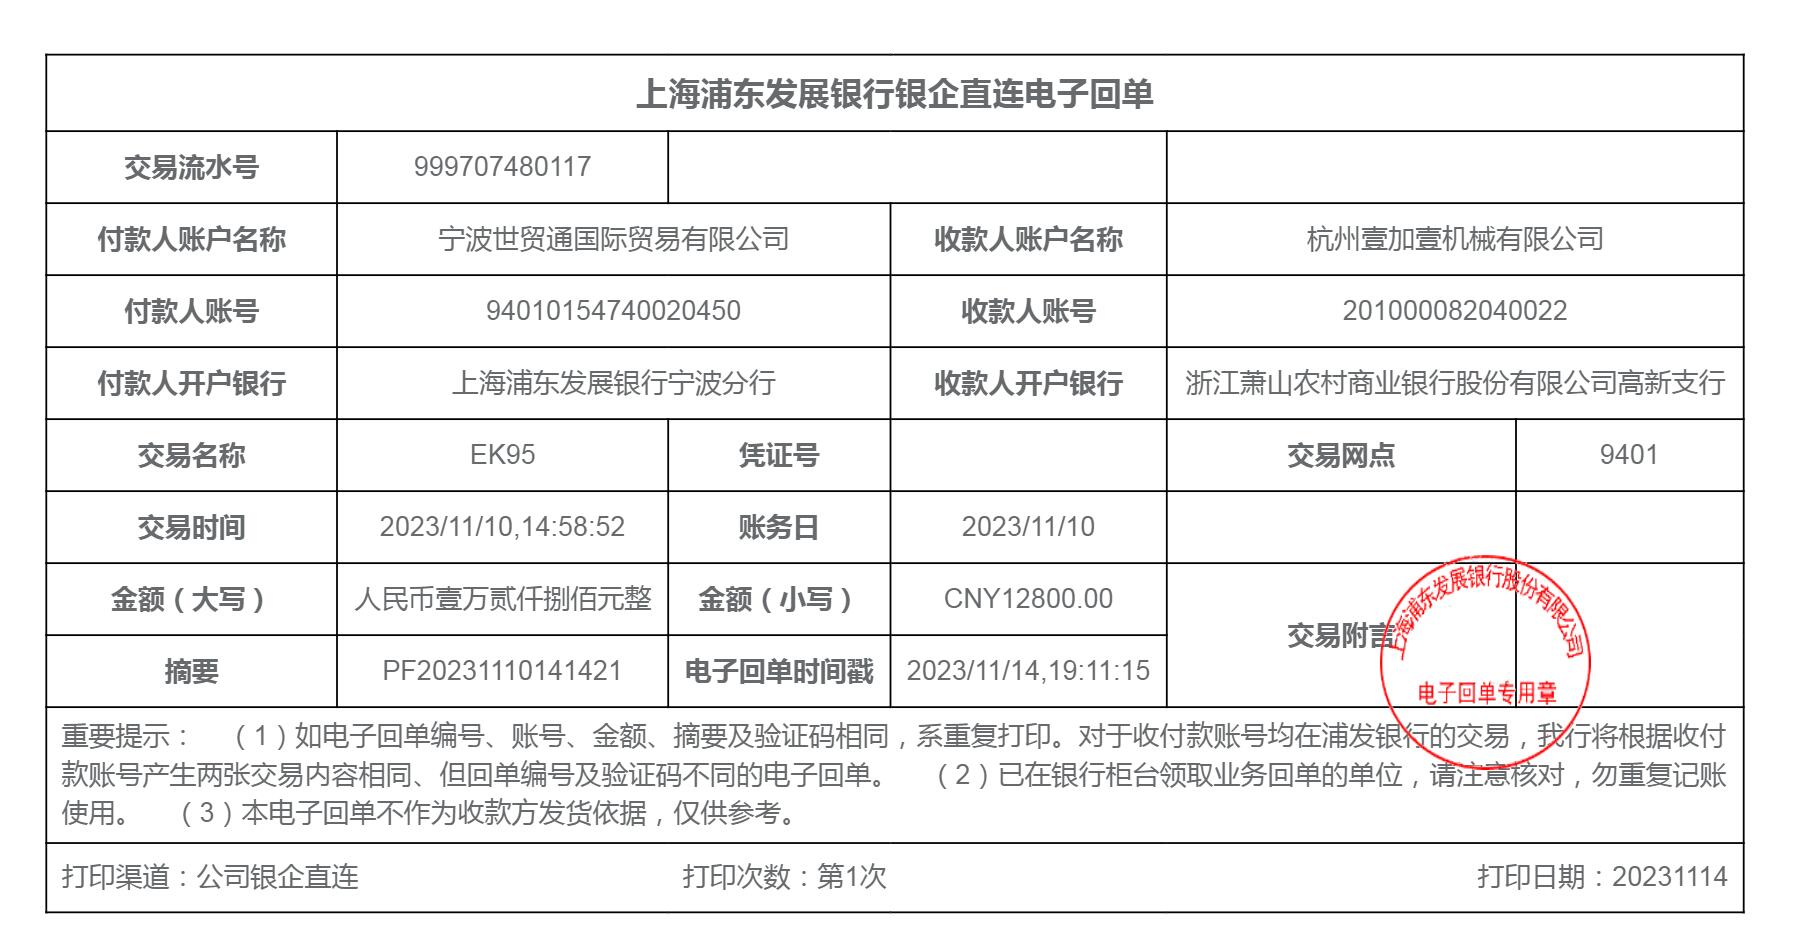 上海浦东发展银行银企直连电子回单
交易流水号 999707480117
付款人账户名称 宁波世贸通国际贸易有限公司 收款人账户名称 杭州壹加壹机械有限公司
付款人账号 94010154740020450 收款人账号 201000082040022
付款人开户银行 上海浦东发展银行宁波分行 收款人开户银行 浙江萧山农村商业银行股份有限公司高新支行
交易名称 EK95 凭证号 交易网点 9401
交易时间 2023/11/10,14:58:52 账务日 2023/11/10
金额（大写） 人民币壹万贰仟捌佰元整 金额（小写） CNY12800.00
交易附言
摘要 PF20231110141421 电子回单时间戳 2023/11/14,19:11:15
上海浦东发展银行股份有限公司
电子回单专用章
重要提示： （1）如电子回单编号、账号、金额、摘要及验证码相同，系重复打印。对于收付款账号均在浦发银行的交易，我行将根据收付
款账号产生两张交易内容相同、但回单编号及验证码不同的电子回单。 （2）已在银行柜台领取业务回单的单位，请注意核对，勿重复记账
使用。 （3）本电子回单不作为收款方发货依据，仅供参考。
打印渠道：公司银企直连 打印次数：第1次 打印日期：20231114